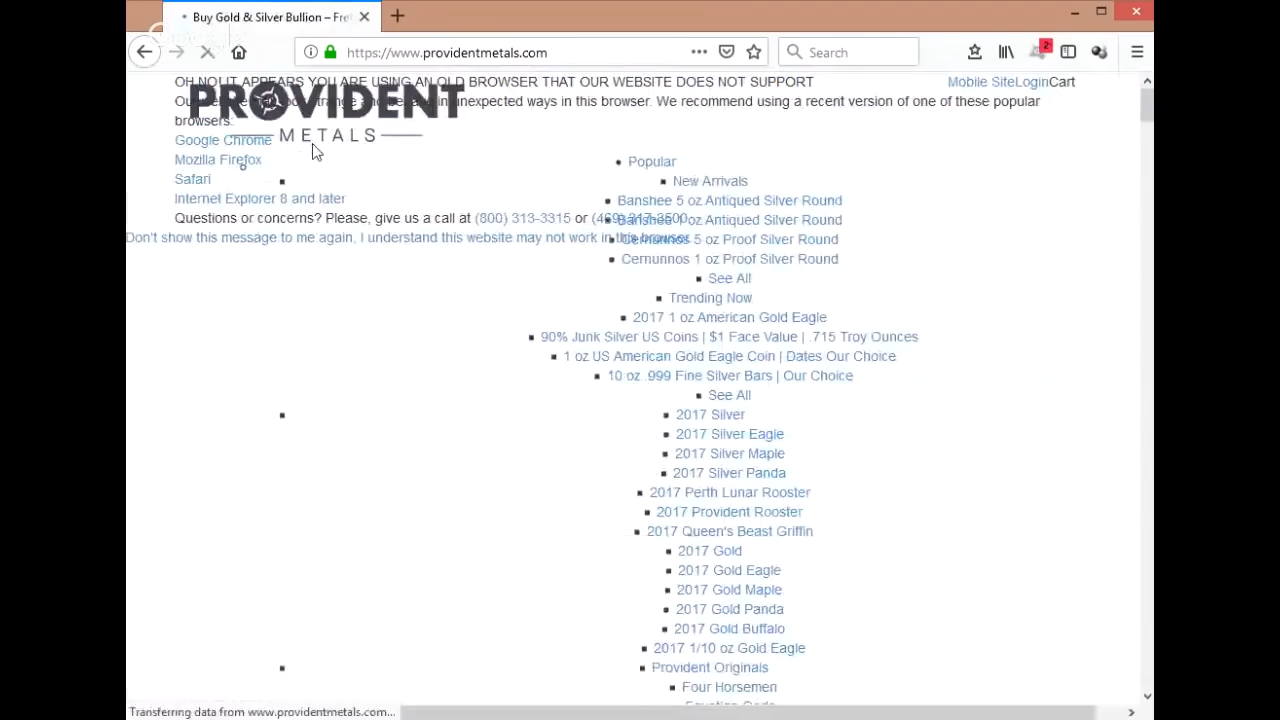 Buy Gold & Silver Bullion – Fre
https://www.providentmetals.com
Search
2
OH NO! IT APPEARS YOU ARE USING AN OLD BROWSER THAT OUR WEBSITE DOES NOT SUPPORT
Mobile SiteLoginCart
in unexpected ways in this browser. We recommend using a recent version of one of these popular
browsers:
PROVIDENT
METALS
Google Chrome
Mozilla Firefox
Safari
Internet Explorer 8 and later
Questions or concerns? Please, give us a call at (800) 313-3315 or
Don't show this message to me again, I understand this website may not work in this browser.
Popular
New Arrivals
Banshee 5 oz Antiqued Silver Round
1 oz Antiqued Silver Round
Cernunnos 5 oz Proof Silver Round
Cernunnos 1 oz Proof Silver Round
See All
Trending Now
2017 1 oz American Gold Eagle
90% Junk Silver US Coins | $1 Face Value | .715 Troy Ounces
1 oz US American Gold Eagle Coin | Dates Our Choice
10 oz .999 Fine Silver Bars | Our Choice
See All
2017 Silver
2017 Silver Eagle
2017 Silver Maple
2017 Silver Panda
2017 Perth Lunar Rooster
2017 Provident Rooster
2017 Queen's Beast Griffin
2017 Gold
2017 Gold Eagle
2017 Gold Maple
2017 Gold Panda
2017 Gold Buffalo
2017 1/10 oz Gold Eagle
Provident Originals
Four Horsemen
Transferring data from www.providentmetals.com...